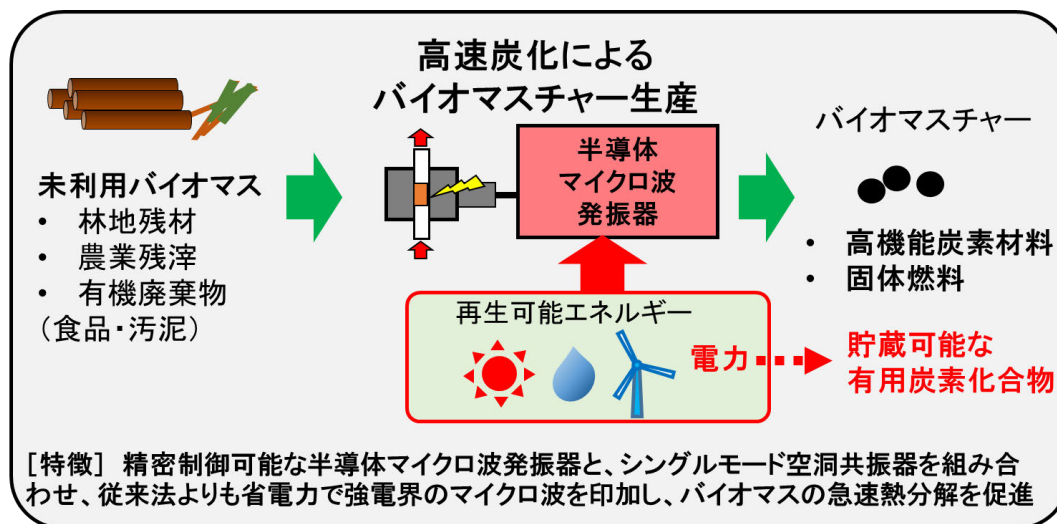 高速炭化による
バイオマスチャー生産
未利用バイオマス
• 林地残材
• 農業残滓
• 有機廃棄物
（食品・汚泥）
半導体
マイクロ波
発振器
バイオマスチャー
• 高機能炭素材料
• 固体燃料
再生可能エネルギー
電力
貯蔵可能な
有用炭素化合物
［特徴］ 精密制御可能な半導体マイクロ波発振器と、シングルモード空洞共振器を組み合
わせ、従来法よりも省電力で強電界のマイクロ波を印加し、バイオマスの急速熱分解を促進